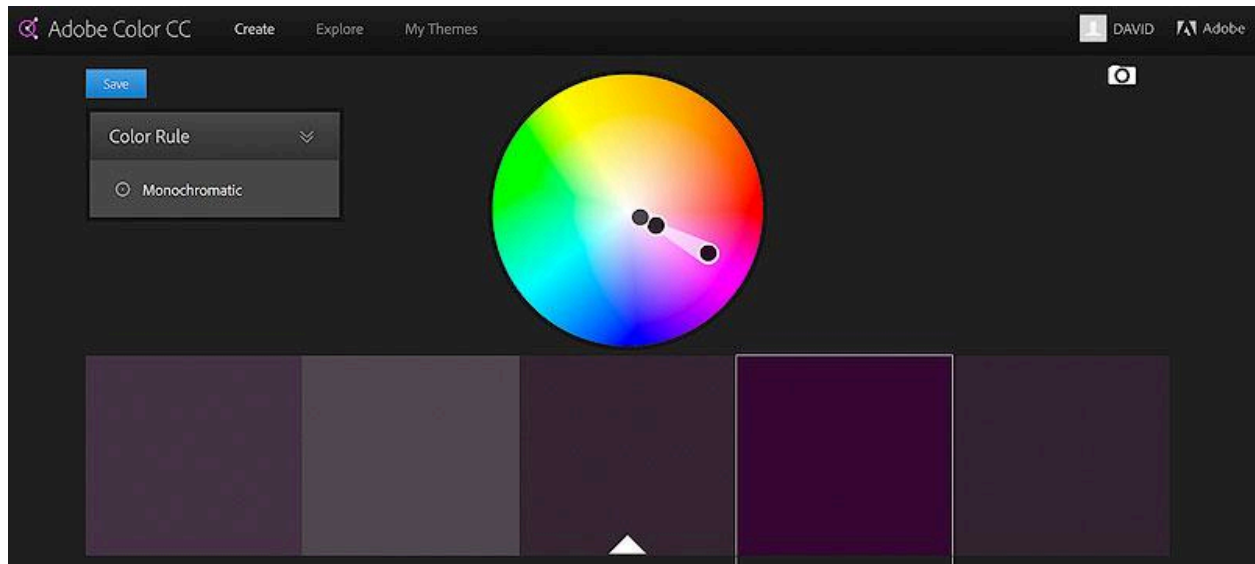 Adobe Color CC Create Explore My Themes DAVID Adobe
Save
Color Rule
Monochromatic